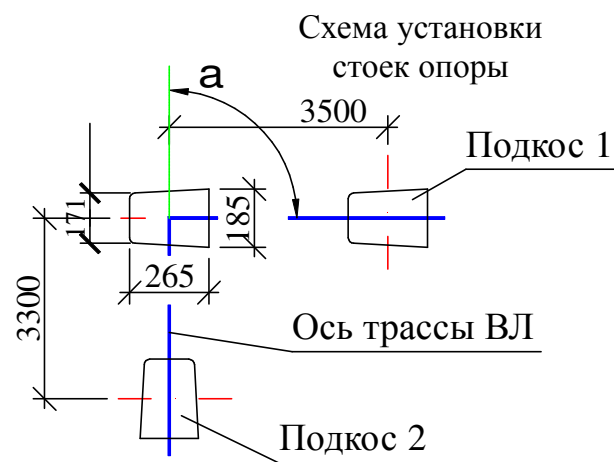 Схема установки
стоек опоры
a
3500
Подкос 1
171
185
265
3300
Ось трассы ВЛ
Подкос 2